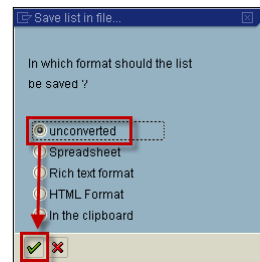 Save list in file...
In which format should the list
be saved ?
unconverted
Spreadsheet
Rich text format
HTML Format
In the clipboard